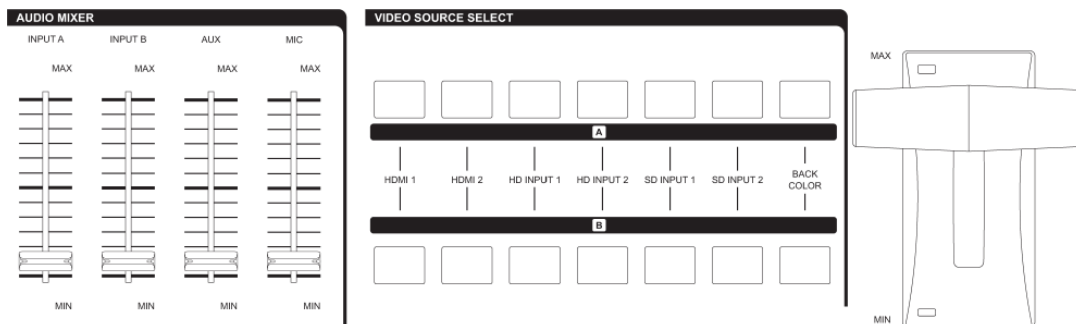 AUDIO MIXER
INPUT A INPUT B AUX MIC
MAX MAX MAX MAX
MIN MIN MIN MIN
VIDEO SOURCE SELECT
A
HDMI 1 HDMI 2 HD INPUT 1 HD INPUT 2 SD INPUT 1 SD INPUT 2 BACK
COLOR
B
MAX
MIN